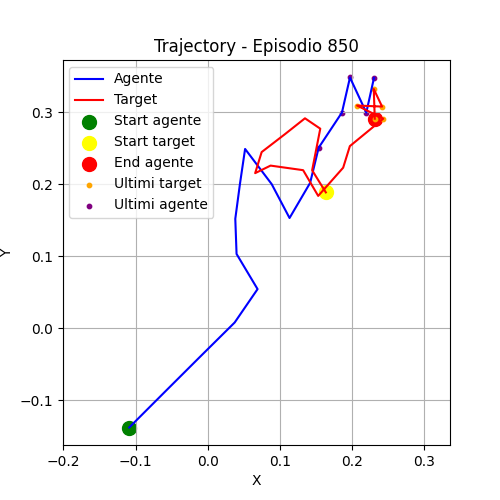 Trajectory - Episodio 850
Agente
Target
Start agente
Start target
End agente
Ultimi target
Ultimi agente
0.3
0.2
0.1
0.0
−0.1
Y
−0.2
−0.1
0.0
0.1
0.2
0.3
X